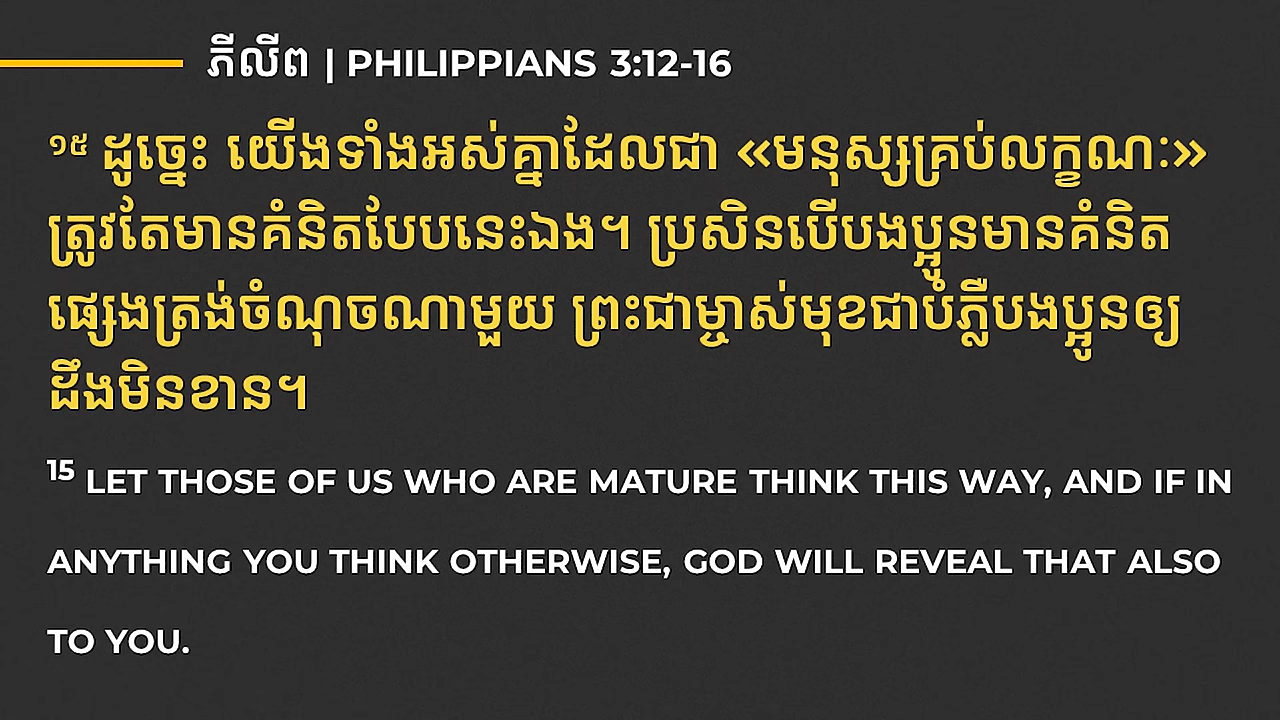 ភីលីព | PHILIPPIANS 3:12-16
១៥ ដូច្នេះ យើងទាំងអស់គ្នាដែលជា «មនុស្សគ្រប់លក្ខណៈ»
ត្រូវតែមានគំនិតបែបនេះឯង។ ប្រសិនបើបងប្អូនមានគំនិត
ផ្សេងត្រង់ចំណុចណាមួយ ព្រះជាម្ចាស់មុខជាបំភ្លឺបងប្អូនឲ្យ
ដឹងមិនខាន។
15 LET THOSE OF US WHO ARE MATURE THINK THIS WAY, AND IF IN
ANYTHING YOU THINK OTHERWISE, GOD WILL REVEAL THAT ALSO
TO YOU.